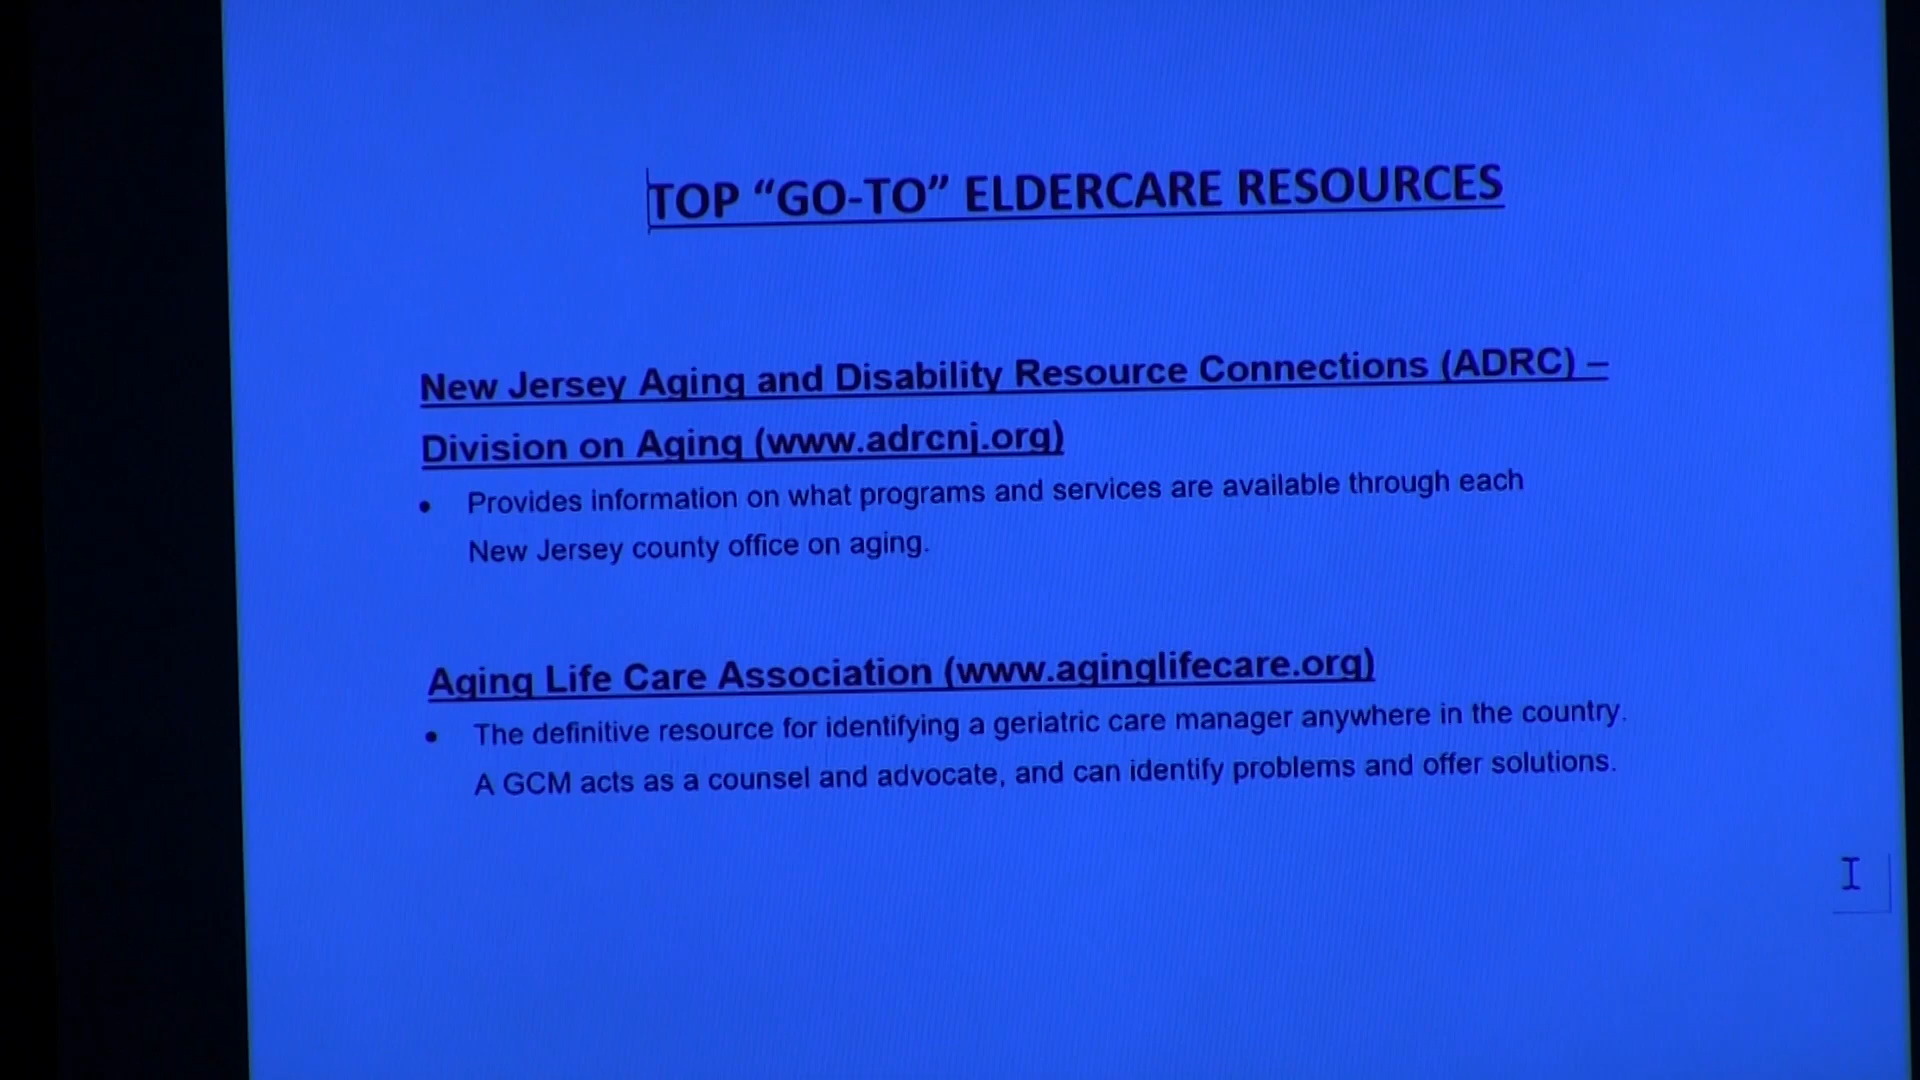 TOP “GO-TO” ELDERCARE RESOURCES
New Jersey Aging and Disability Resource Connections (ADRC) –
Division on Aging (www.adrcnj.org)
• Provides information on what programs and services are available through each
New Jersey county office on aging.
Aging Life Care Association (www.aginglifecare.org)
• The definitive resource for identifying a geriatric care manager anywhere in the country.
A GCM acts as a counsel and advocate, and can identify problems and offer solutions.